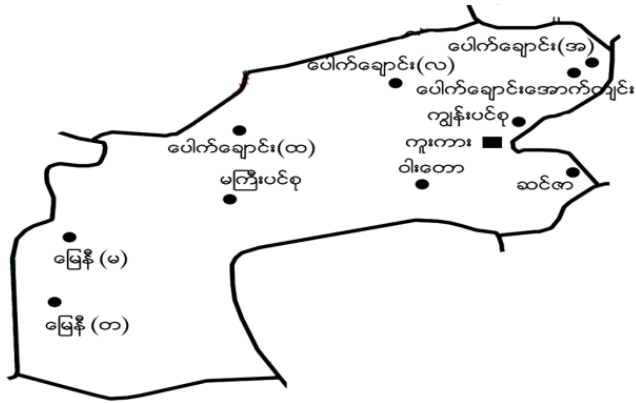 ပေါက်ချောင်း(အ)
ပေါက်ချောင်း(လ)
ပေါက်ချောင်းအောက်တျင်း
ကျွန်းပင်စု
ကူးကား
ပေါက်ချောင်း(ထ)
ဝါးတော
မကြီးပင်စု
ဆင်ဇာ
မြေနီ (မ)
မြေနီ (တ)